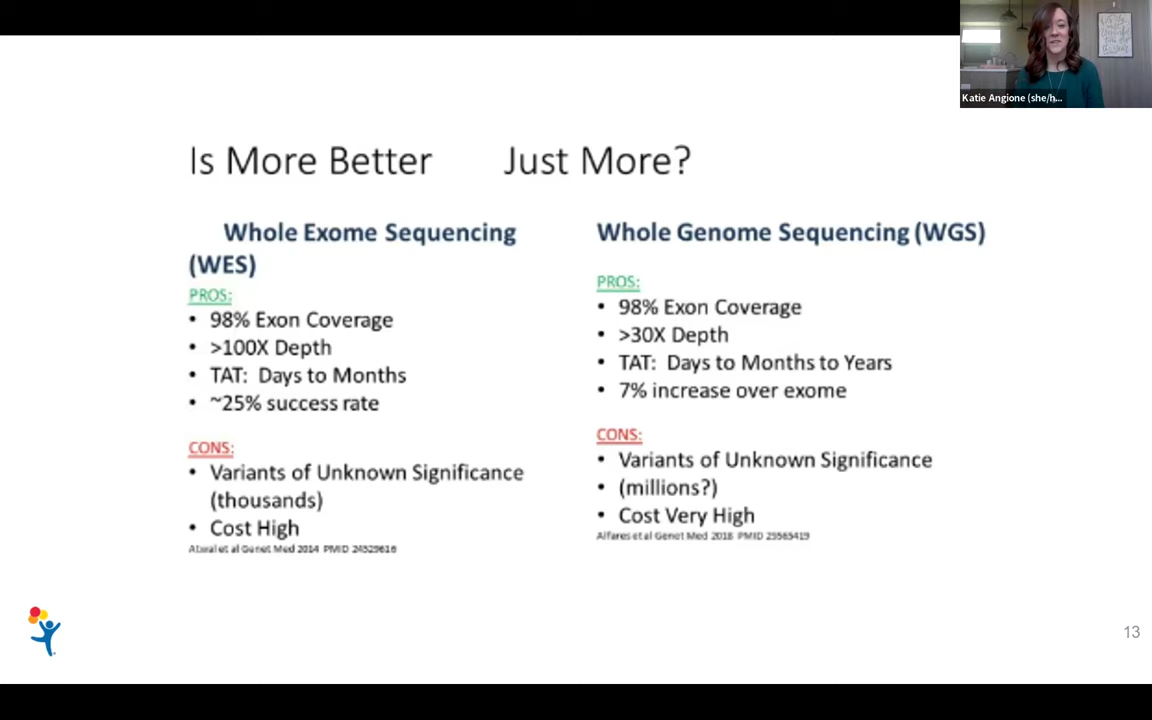 Katie Angione (she/h...
Is More Better Just More?
Whole Exome Sequencing
(WES)
PROS:
• 98% Exon Coverage
• >100X Depth
• TAT: Days to Months
• ~25% success rate
CONS:
• Variants of Unknown Significance
(thousands)
• Cost High
et al Genet Med 2014 PMID
Whole Genome Sequencing (WGS)
PROS:
• 98% Exon Coverage
• >30X Depth
• TAT: Days to Months to Years
• 7% increase over exome
CONS:
• Variants of Unknown Significance
• (millions?)
• Cost Very High
Alfares et al Genet Med 2018 PMID
13